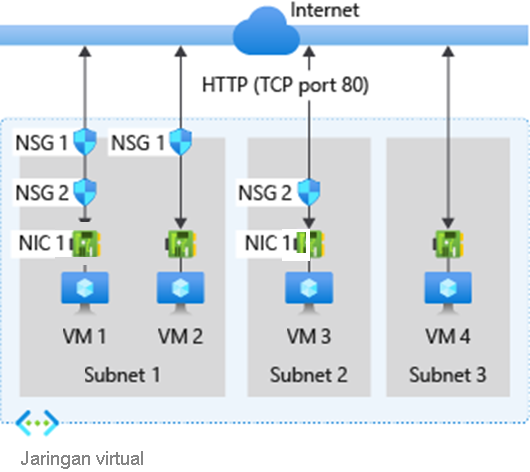 Internet
HTTP (TCP port 80)
NSG 1
NSG 1
NSG 2
NSG 2
NIC 1
NIC 1
VM 1
VM 2
VM 3
VM 4
Subnet 1
Subnet 2
Subnet 3
Jaringan virtual